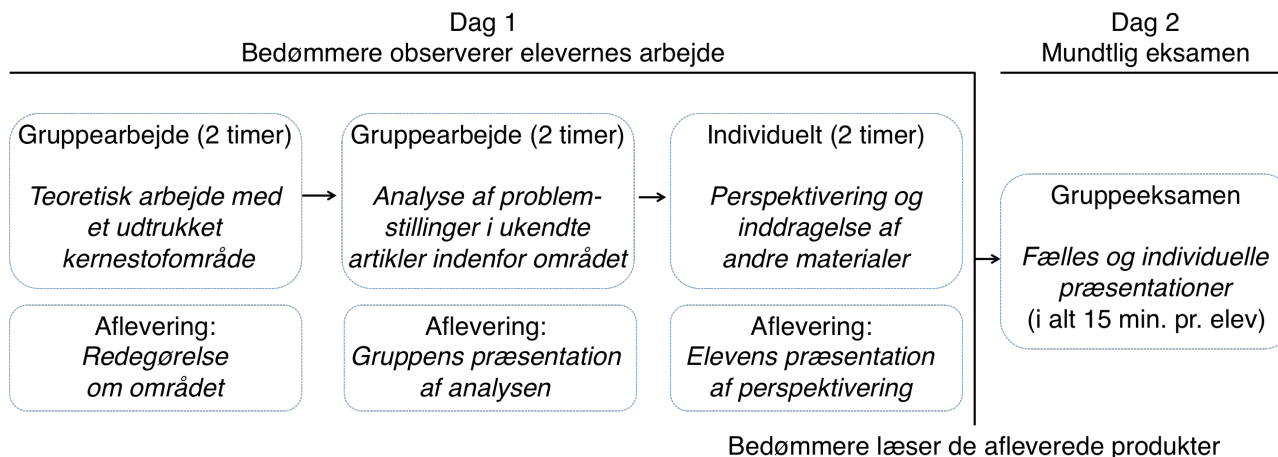 Dag 1
Bedømmere observerer elevernes arbejde
Dag 2
Mundtlig eksamen
Gruppearbejde (2 timer)
Teoretisk arbejde med
et udtrukket
kernestofområde
Gruppearbejde (2 timer)
Analyse af problem-
stillinger i ukendte
artikler indenfor området
Individuelt (2 timer)
Perspektivering og
inddragelse af
andre materialer
Gruppeeksamen
Fælles og individuelle
præsentationer
(i alt 15 min. pr. elev)
Aflevering:
Redegørelse
om området
Aflevering:
Gruppens præsentation
af analysen
Aflevering:
Elevens præsentation
af perspektivering
Bedømmere læser de afleverede produkter